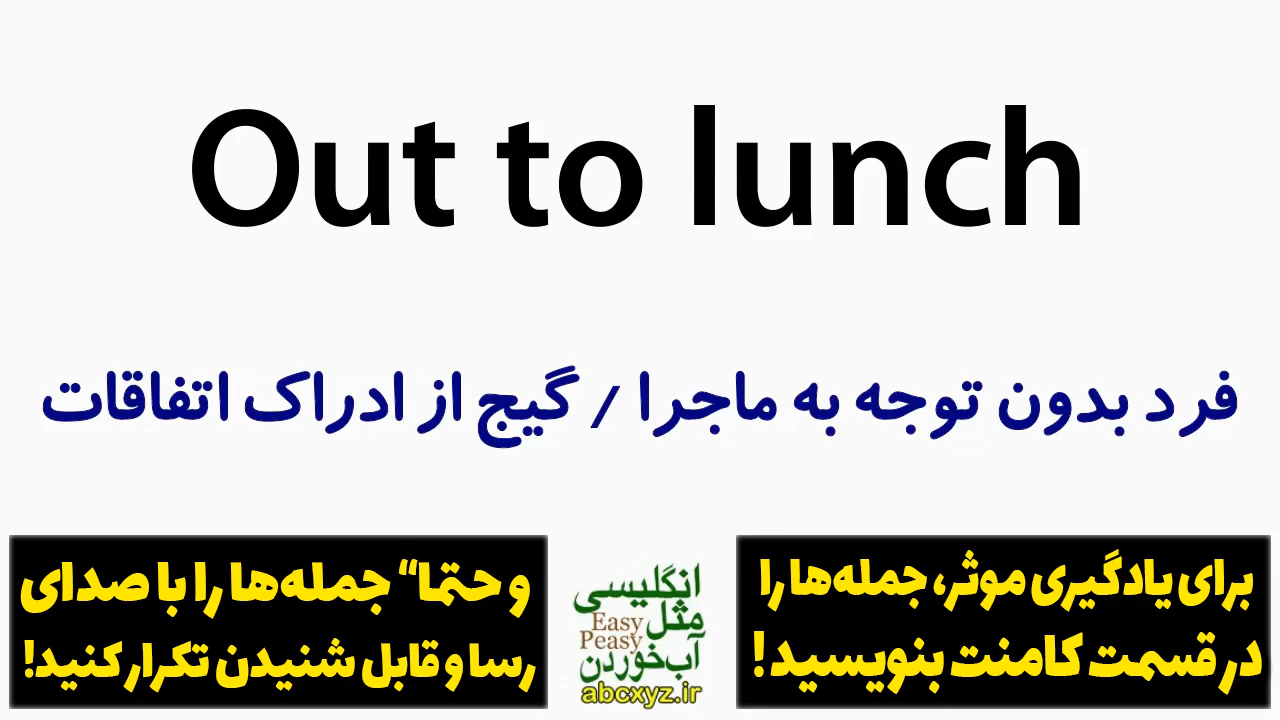 Out to lunch
فرد بدون توجه به ماجرا / گیج از ادراک اتفاقات
برای یادگیری موثر، جمله‌ها را
در قسمت کامنت بنویسید!
انگلیسی
مثل
Easy
Peasy
آب خوردن
abcxyz.ir
و حتما“ جمله‌ها را با صدای
رسا و قابل شنیدن تکرار کنید!